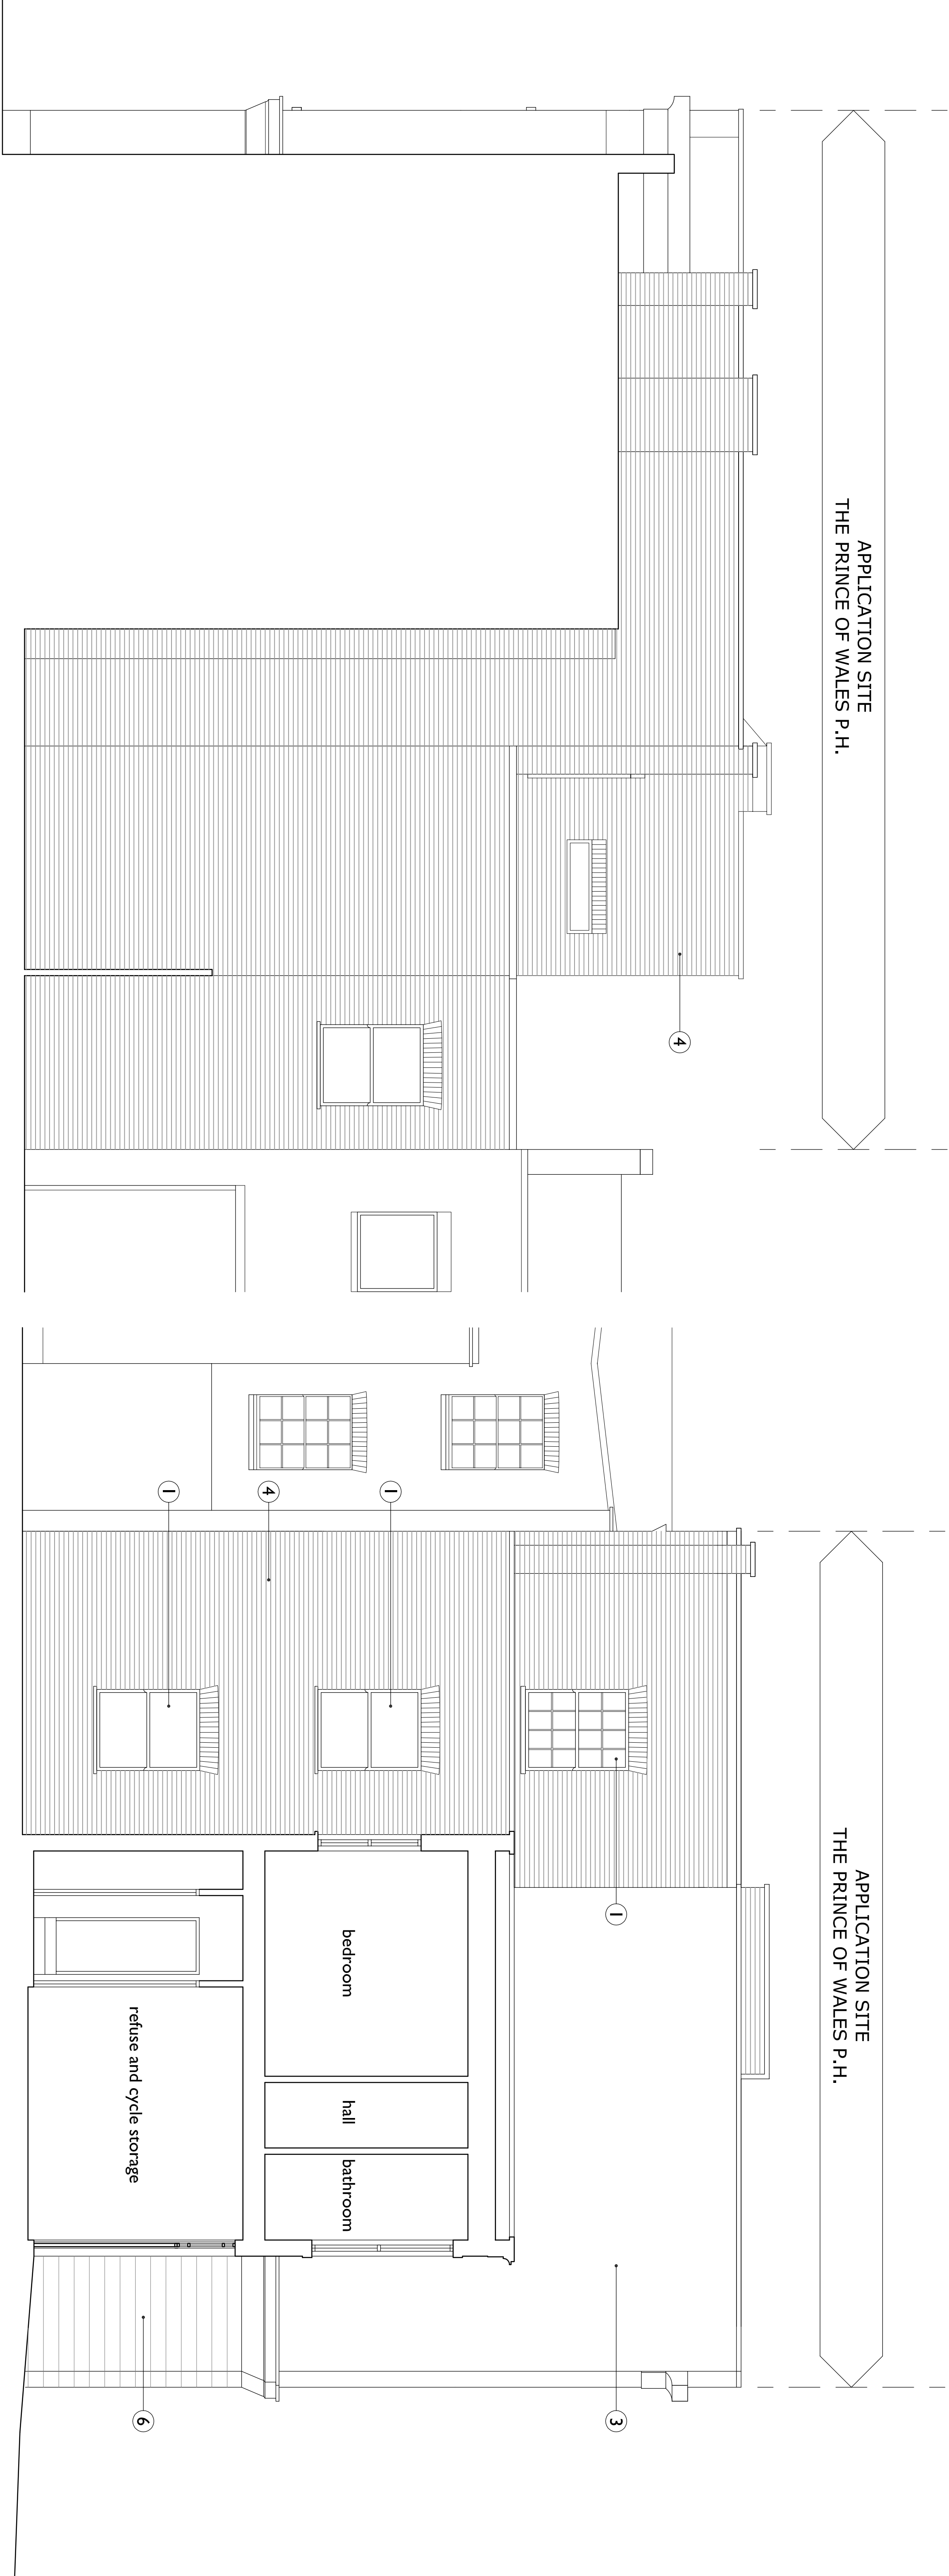 APPLICATION SITE
THE PRINCE OF WALES P.H.
4
APPLICATION SITE
THE PRINCE OF WALES P.H.
1
4
1
1
bedroom
hall
bathroom
refuse and cycle storage
3
6